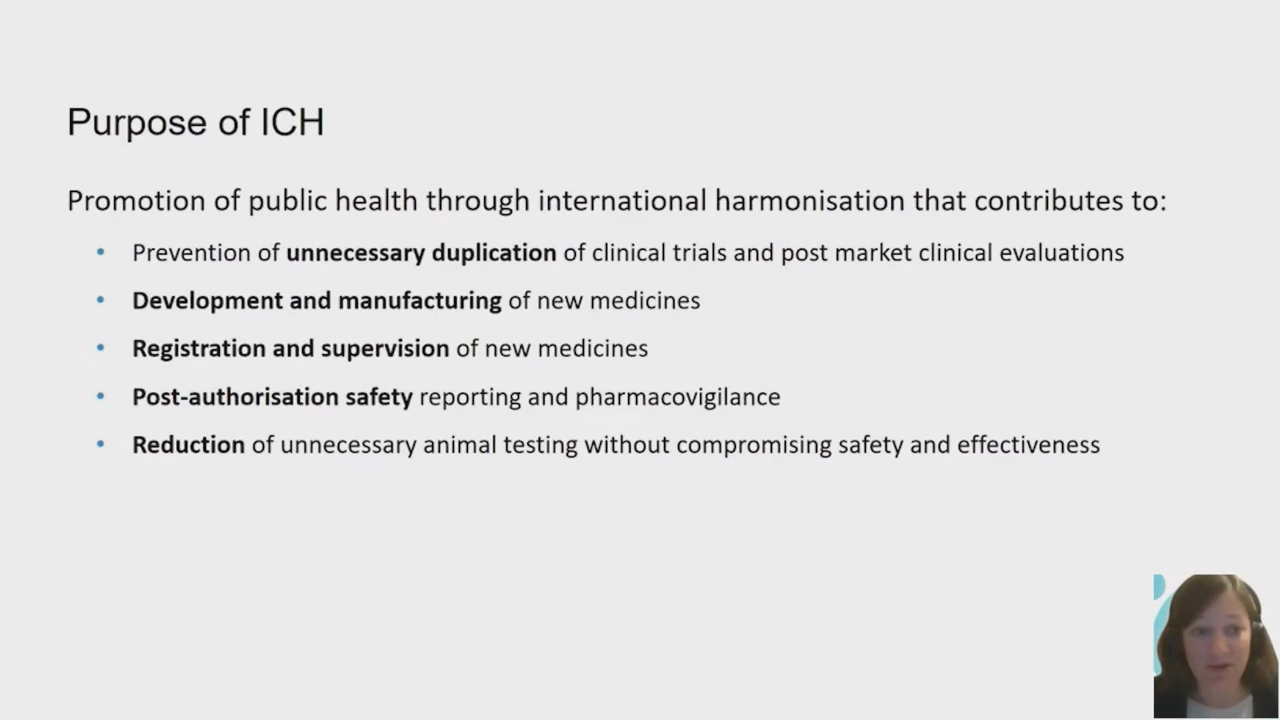 Purpose of ICH
Promotion of public health through international harmonisation that contributes to:
• Prevention of unnecessary duplication of clinical trials and post market clinical evaluations
• Development and manufacturing of new medicines
• Registration and supervision of new medicines
• Post-authorisation safety reporting and pharmacovigilance
• Reduction of unnecessary animal testing without compromising safety and effectiveness